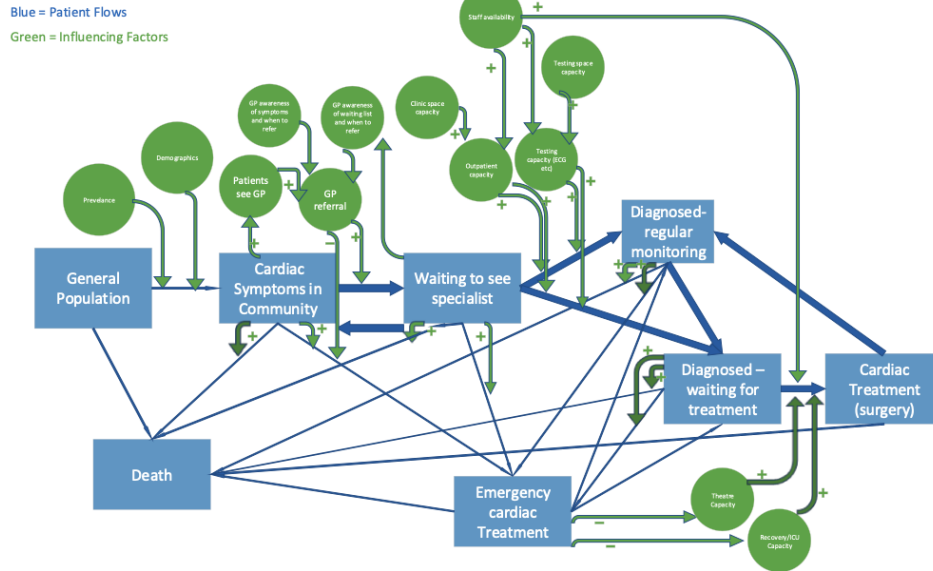 Blue = Patient Flows
Green = Influencing Factors
Staff availability
Testing space
capacity
GP awareness
of symptoms
and when to
refer
GP awareness
of waiting list
and when to
refer
Clinic space
capacity
Demographics
Prevelance
Patients
see GP
GP
referral
Outpatient
capacity
Testing
capacity (ECG
etc)
General
Population
Cardiac
Symptoms in
Community
Waiting to see
specialist
Diagnosed-
regular
monitoring
Diagnosed –
waiting for
treatment
Cardiac
Treatment
(surgery)
Death
Emergency
cardiac
Treatment
Theatre
Capacity
Recovery/ICU
Capacity